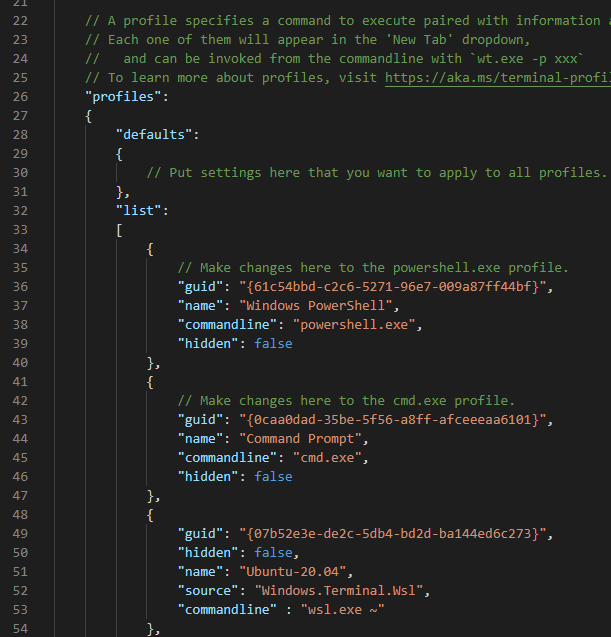 21
22 // A profile specifies a command to execute paired with information
23 // Each one of them will appear in the 'New Tab' dropdown,
24 //   and can be invoked from the commandline with `wt.exe -p xxx`
25 // To learn more about profiles, visit https://aka.ms/terminal-profil
26 "profiles":
27 {
28 "defaults":
29 {
30 // Put settings here that you want to apply to all profiles.
31 },
32 "list":
33 [
34 {
35 // Make changes here to the powershell.exe profile.
36 "guid": "{61c54bbd-c2c6-5271-96e7-009a87ff44bf}",
37 "name": "Windows PowerShell",
38 "commandline": "powershell.exe",
39 "hidden": false
40 },
41 {
42 // Make changes here to the cmd.exe profile.
43 "guid": "{0caa0dad-35be-5f56-a8ff-afceeeaa6101}",
44 "name": "Command Prompt",
45 "commandline": "cmd.exe",
46 "hidden": false
47 },
48 {
49 "guid": "{07b52e3e-de2c-5db4-bd2d-ba144ed6c273}",
50 "hidden": false,
51 "name": "Ubuntu-20.04",
52 "source": "Windows.Terminal.Wsl",
53 "commandline" : "wsl.exe ~"
54 },